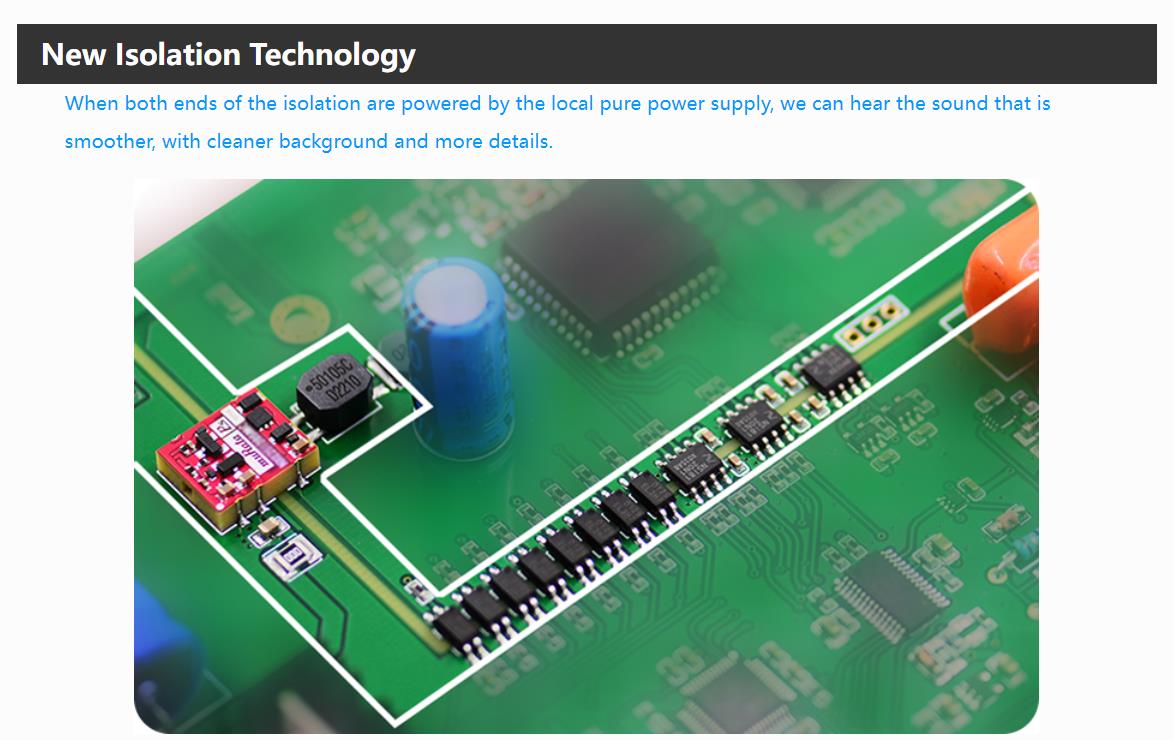 New Isolation Technology
When both ends of the isolation are powered by the local pure power supply, we can hear the sound that is
smoother, with cleaner background and more details.
50105C
D2210
muRata Ps